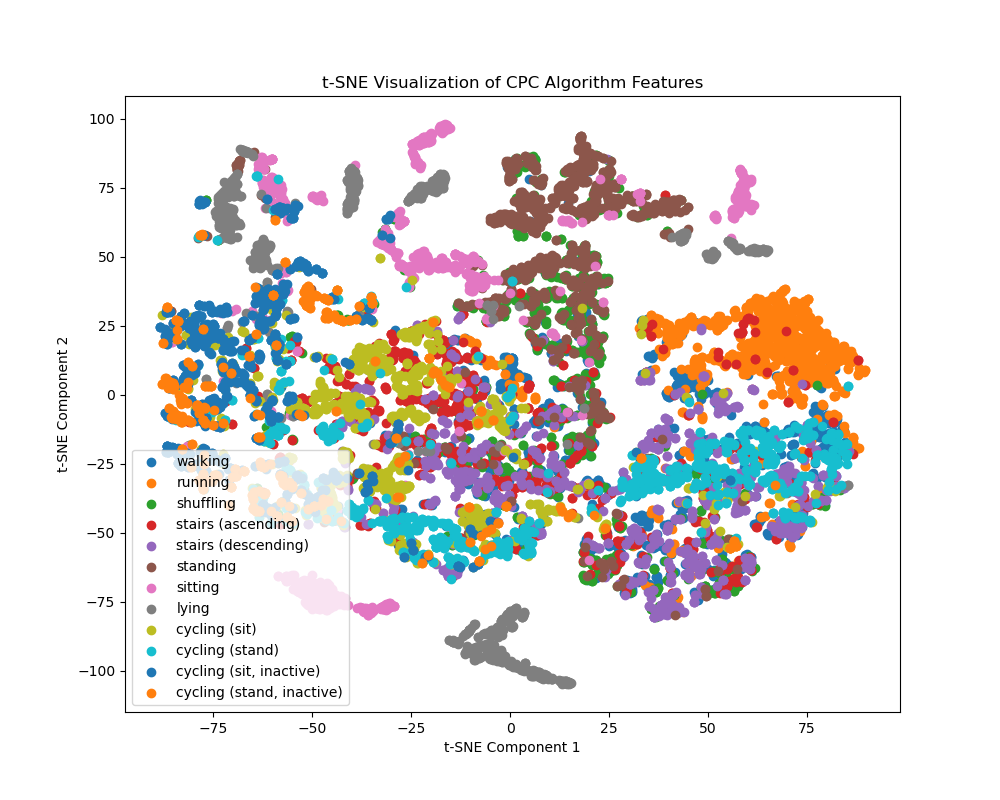 t-SNE Visualization of CPC Algorithm Features
t-SNE Component 2
100
75
50
25
0
−25
−50
−75
−100
walking
running
shuffling
stairs (ascending)
stairs (descending)
standing
sitting
lying
cycling (sit)
cycling (stand)
cycling (sit, inactive)
cycling (stand, inactive)
−75 −50 −25 0 25 50 75
t-SNE Component 1